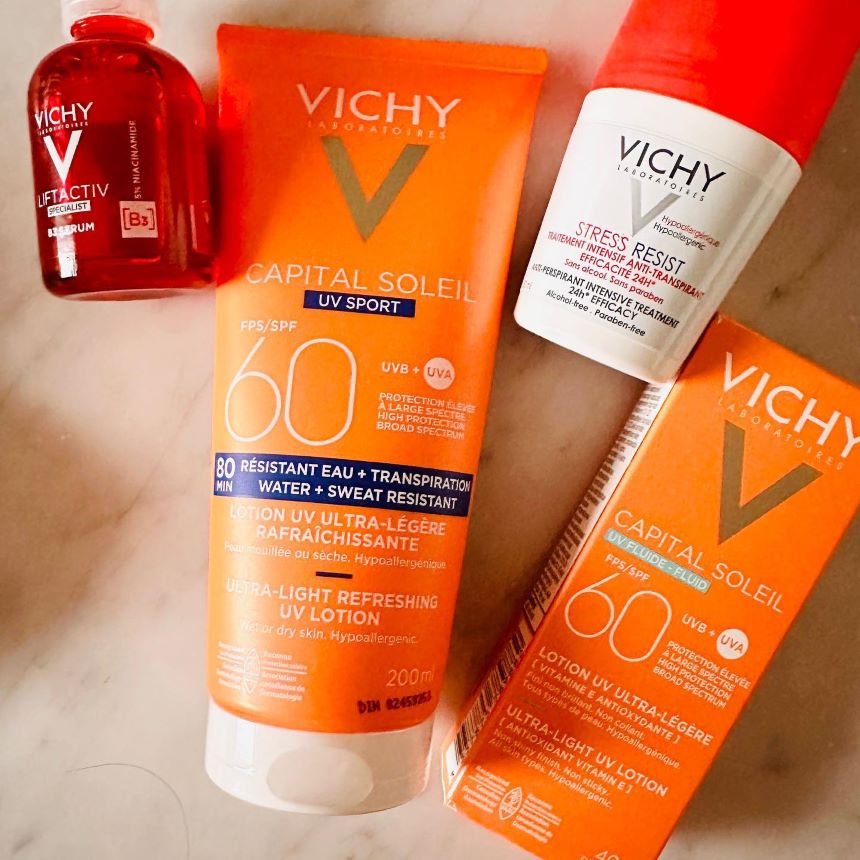 VICHY
LABORATOIRES
LIFTACTIV
SPECIALIST
B3 SERUM
5% NIACINAMIDE
[B3]
VICHY
LABORATOIRES
CAPITAL SOLEIL
UV SPORT
FPS/SPF
60
UVB + UVA
PROTECTION ÉLEVÉE
À LARGE SPECTRE
HIGH PROTECTION
BROAD SPECTRUM
80 MIN
RÉSISTANT EAU + TRANSPIRATION
WATER + SWEAT RESISTANT
LOTION UV ULTRA-LÉGÈRE
RAFRAÎCHISSANTE
Peau mouillée ou sèche. Hypoallergénique.
ULTRA-LIGHT REFRESHING
UV LOTION
Wet or dry skin. Hypoallergenic.
200 ml
VICHY
LABORATOIRES
Hypoallergénique
Hypoallergenic
STRESS RESIST
TRAITEMENT INTENSIF ANTI-TRANSPIRANT
EFFICACITÉ 24H*
Sans alcool. Sans paraben
ANTI-PERSPIRANT INTENSIVE TREATMENT
24H* EFFICACY
Alcohol-free. Paraben-free
VICHY
LABORATOIRES
CAPITAL SOLEIL
UV FLUIDE - FLUID
FPS/SPF
60
UVB + UVA
PROTECTION ÉLEVÉE
À LARGE SPECTRE
HIGH PROTECTION
BROAD SPECTRUM
LOTION UV ULTRA-LÉGÈRE
[ VITAMINE E ANTIOXYDANTE ]
Fini non brillant. Non collant.
Tous types de peau. Hypoallergénique.
ULTRA-LIGHT UV LOTION
[ ANTIOXIDANT VITAMIN E ]
Non shiny finish. Non sticky.
All skin types. Hypoallergenic.